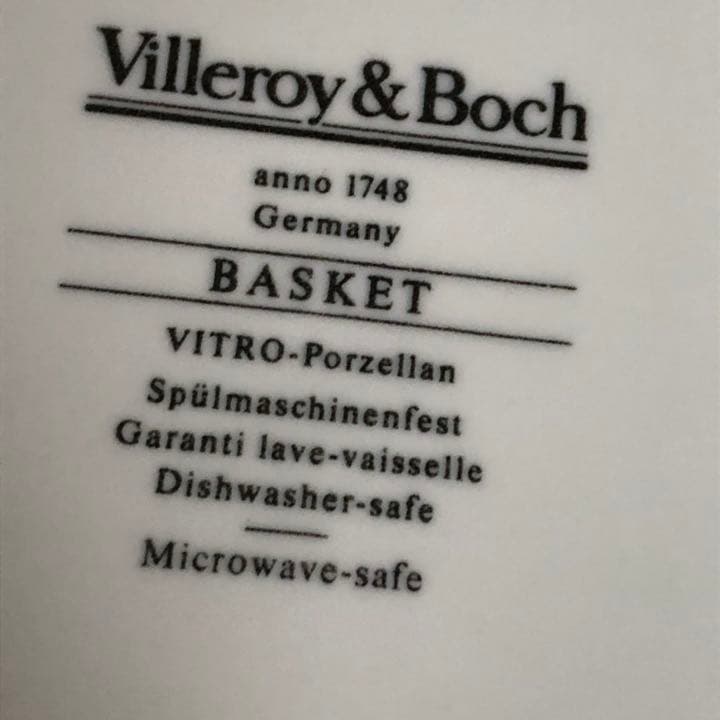 Villeroy & Boch
anno 1748
Germany
BASKET
VITRO-Porzellan
Spülmaschinenfest
Garanti lave-vaisselle
Dishwasher-safe
Microwave-safe